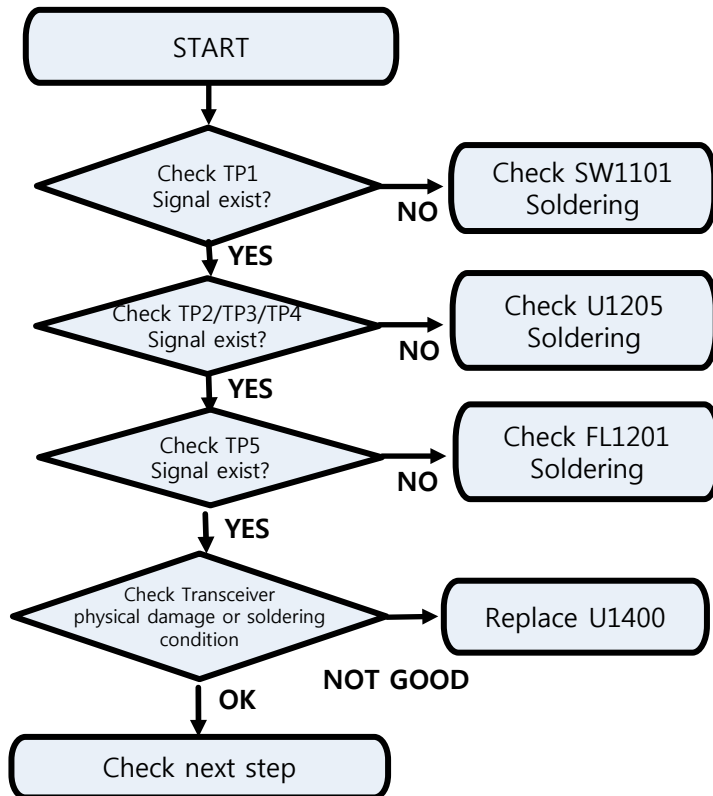 START
Check TP1
Signal exist?
NO
Check SW1101
Soldering
YES
Check TP2/TP3/TP4
Signal exist?
NO
Check U1205
Soldering
YES
Check TP5
Signal exist?
NO
Check FL1201
Soldering
YES
Check Transceiver
physical damage or soldering
condition
Replace U1400
NOT GOOD
OK
Check next step